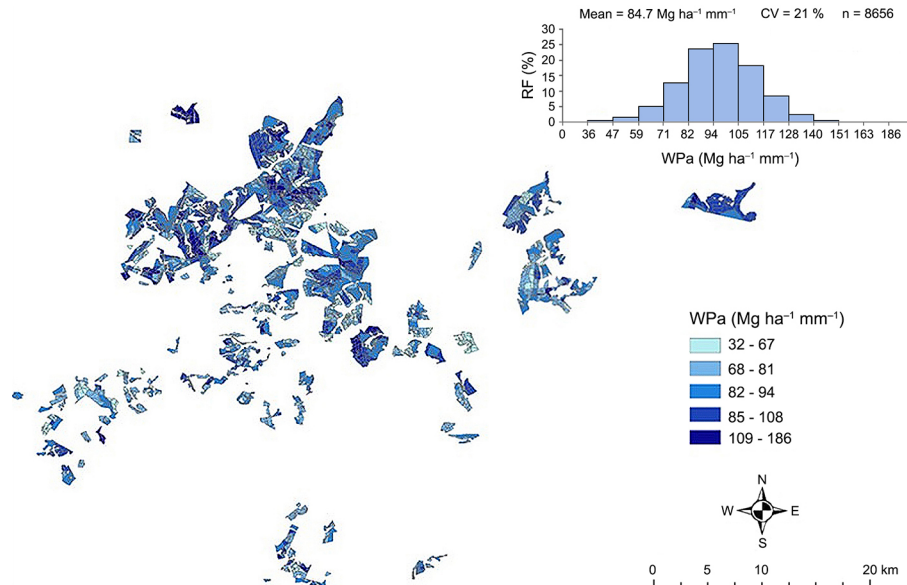 Mean = 84.7 Mg ha⁻¹ mm⁻¹ CV = 21 % n = 8656
RF (%)
30
25
20
15
10
5
0
0 36 47 59 71 82 94 105 117 128 140 151 163 186
WPa (Mg ha⁻¹ mm⁻¹)
WPa (Mg ha⁻¹ mm⁻¹)
32 - 67
68 - 81
82 - 94
85 - 108
109 - 186
N
W E
S
0 5 10 20 km